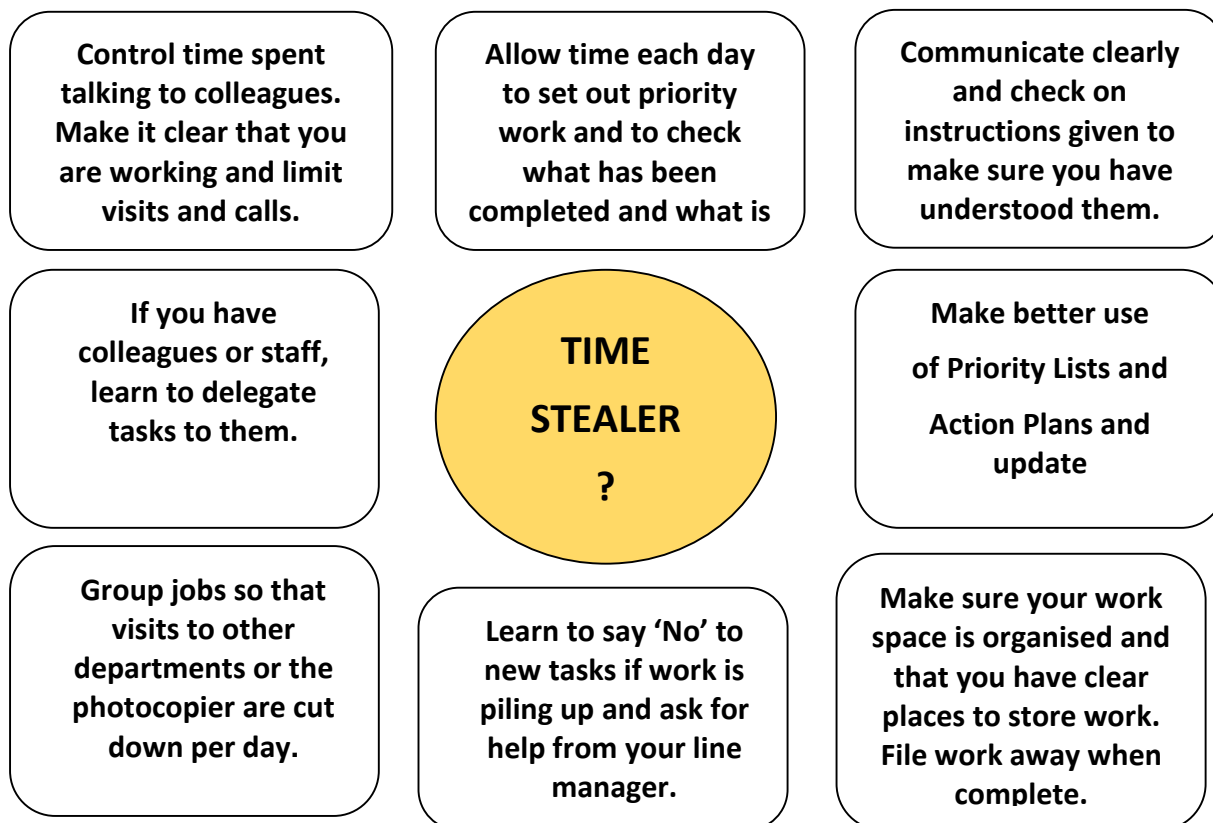 Control time spent
talking to colleagues.
Make it clear that you
are working and limit
visits and calls.
Allow time each day
to set out priority
work and to check
what has been
completed and what is
Communicate clearly
and check on
instructions given to
make sure you have
understood them.
If you have
colleagues or staff,
learn to delegate
tasks to them.
TIME
STEALER
?
Make better use
of Priority Lists and
Action Plans and
update
Group jobs so that
visits to other
departments or the
photocopier are cut
down per day.
Learn to say ‘No’ to
new tasks if work is
piling up and ask for
help from your line
manager.
Make sure your work
space is organised and
that you have clear
places to store work.
File work away when
complete.